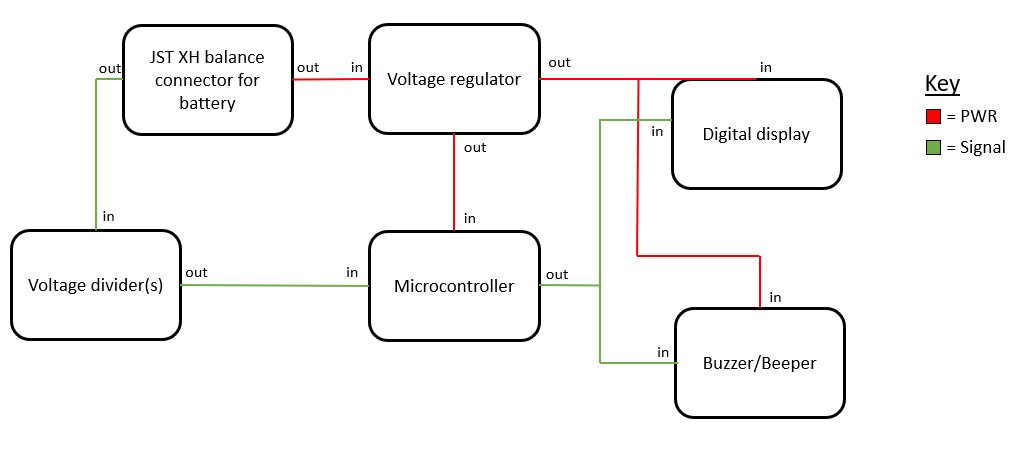 JST XH balance
connector for
battery
out
out
in
Voltage regulator
out
out
in
in
Digital display
Key
= PWR
= Signal
in
Voltage divider(s)
out
in
in
Microcontroller
out
in
in
Buzzer/Beeper